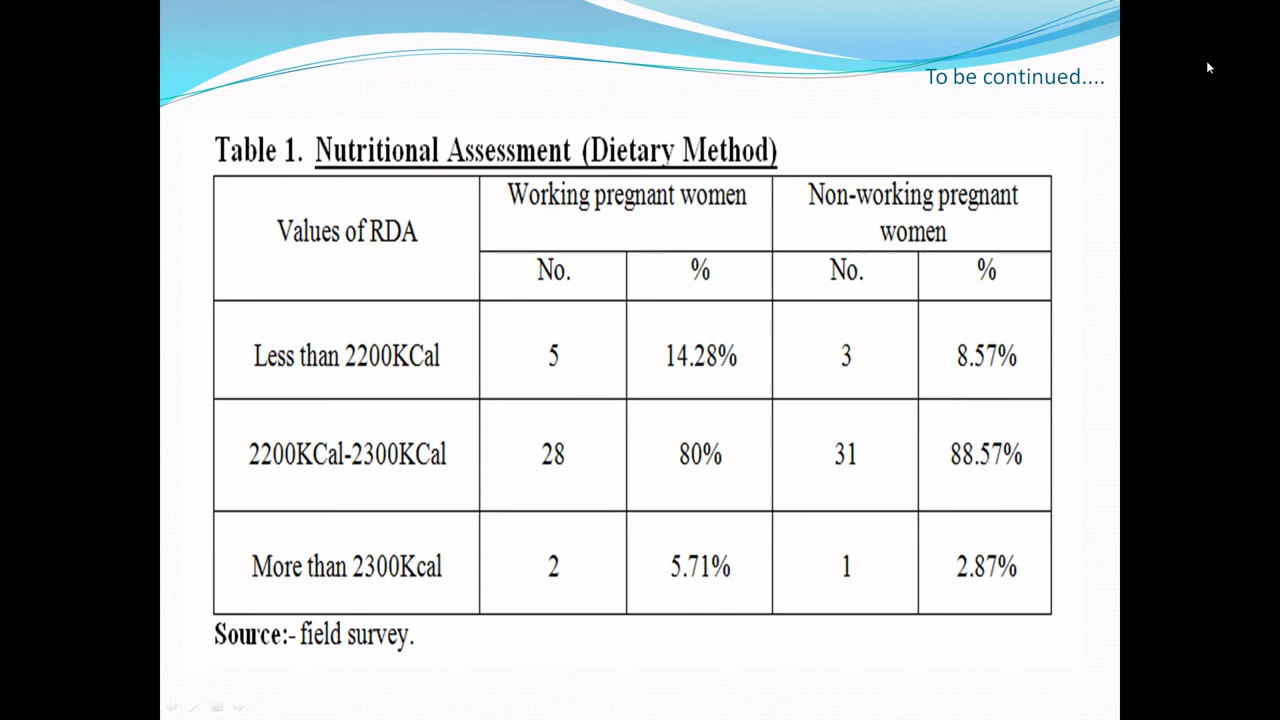 To be continued....
Table 1. Nutritional Assessment (Dietary Method)
Values of RDA
Working pregnant women
Non-working pregnant
women
No. % No. %
Less than 2200KCal 5 14.28% 3 8.57%
2200KCal-2300KCal 28 80% 31 88.57%
More than 2300Kcal 2 5.71% 1 2.87%
Source:- field survey.